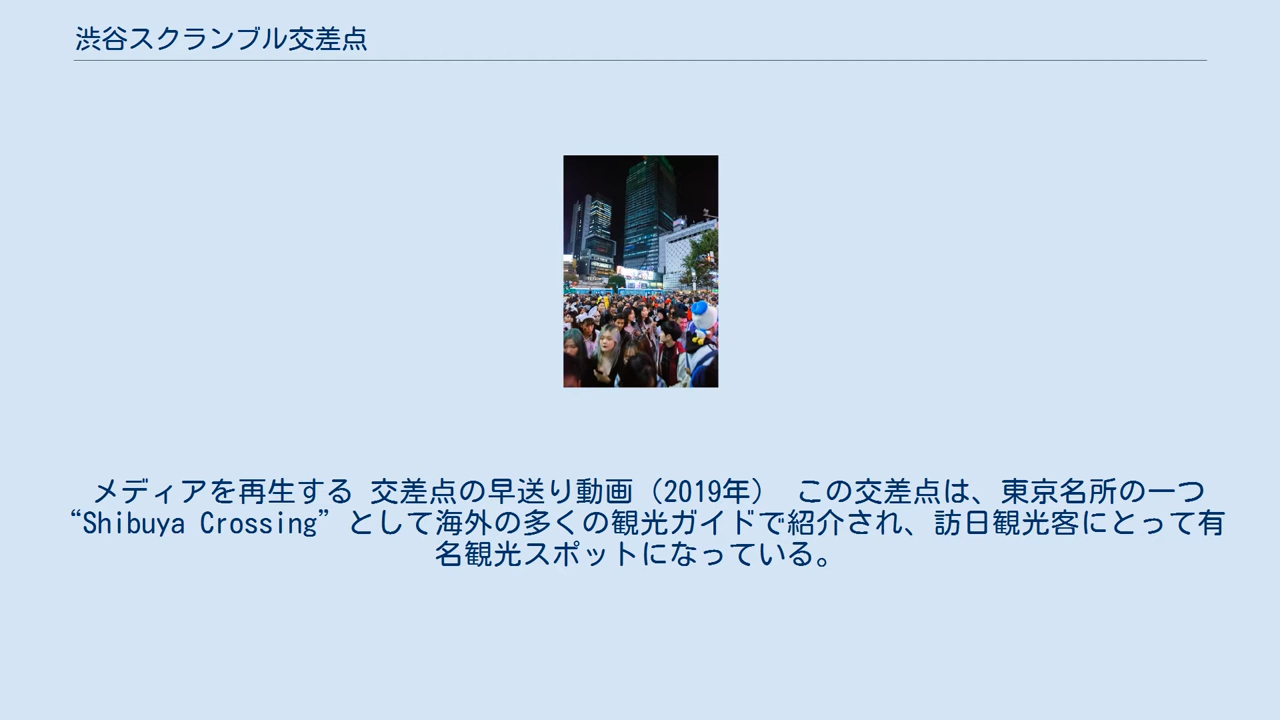 渋谷スクランブル交差点
メディアを再生する 交差点の早送り動画（2019年） この交差点は、東京名所の一つ
“Shibuya Crossing”として海外の多くの観光ガイドで紹介され、訪日観光客にとって有
名観光スポットになっている。